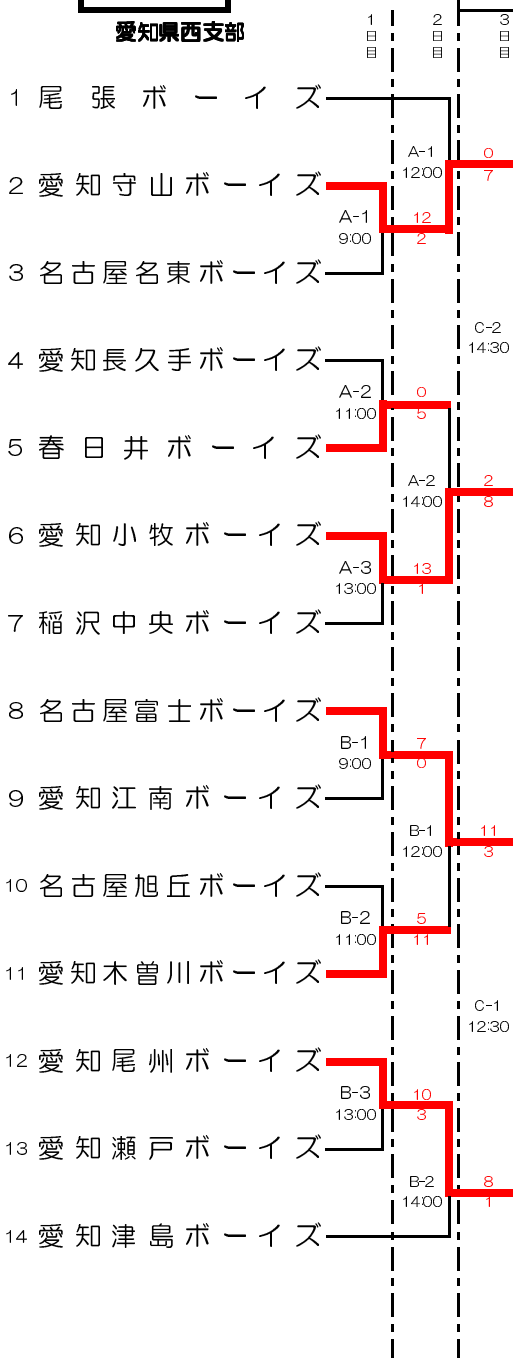 愛知県西支部
1日目
2日目
3日目
1 尾張ボーイズ
A-1
12:00
0
7
2 愛知守山ボーイズ
A-1
9:00
12
2
3 名古屋名東ボーイズ
C-2
14:30
4 愛知長久手ボーイズ
A-2
11:00
0
5
5 春日井ボーイズ
A-2
14:00
2
8
6 愛知小牧ボーイズ
A-3
13:00
13
1
7 稲沢中央ボーイズ
8 名古屋富士ボーイズ
B-1
9:00
7
0
9 愛知江南ボーイズ
B-1
12:00
11
3
10 名古屋旭丘ボーイズ
B-2
11:00
5
11
11 愛知木曽川ボーイズ
C-1
12:30
12 愛知尾州ボーイズ
B-3
13:00
10
3
13 愛知瀬戸ボーイズ
B-2
14:00
8
1
14 愛知津島ボーイズ